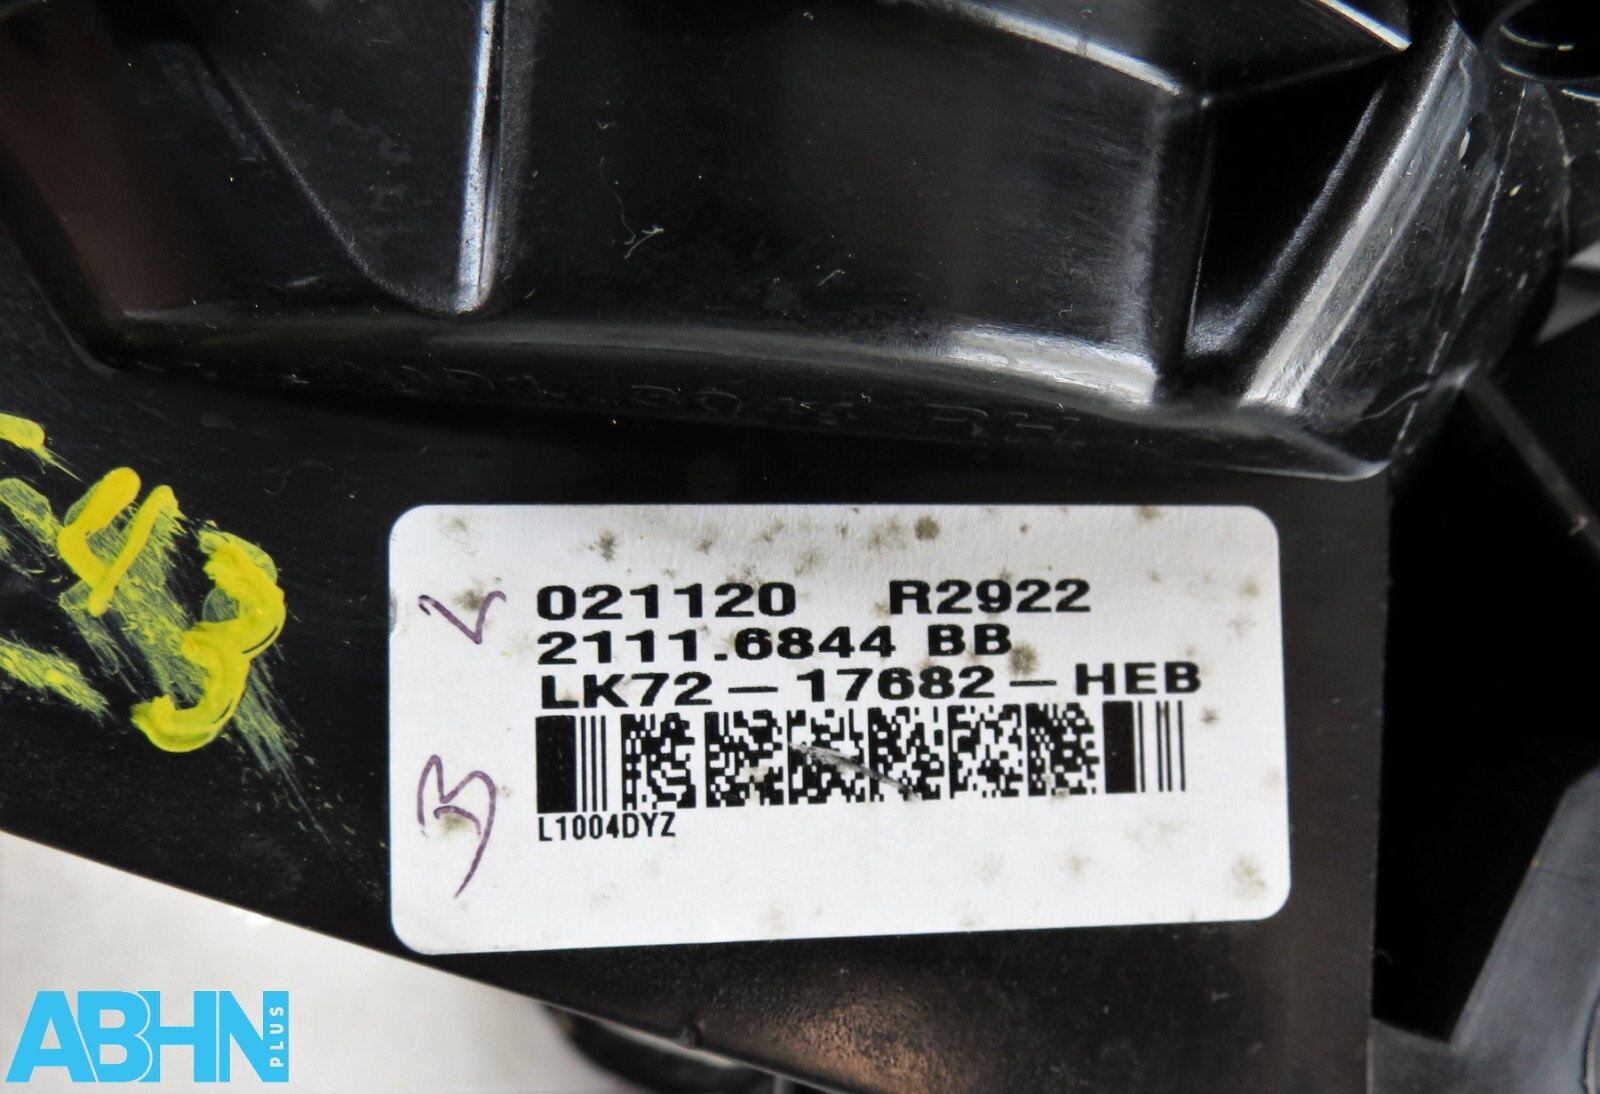 021120 R2922
2111.6844 BB
LK72-17682-HEB
L1004DYZ
ABHN PLUS